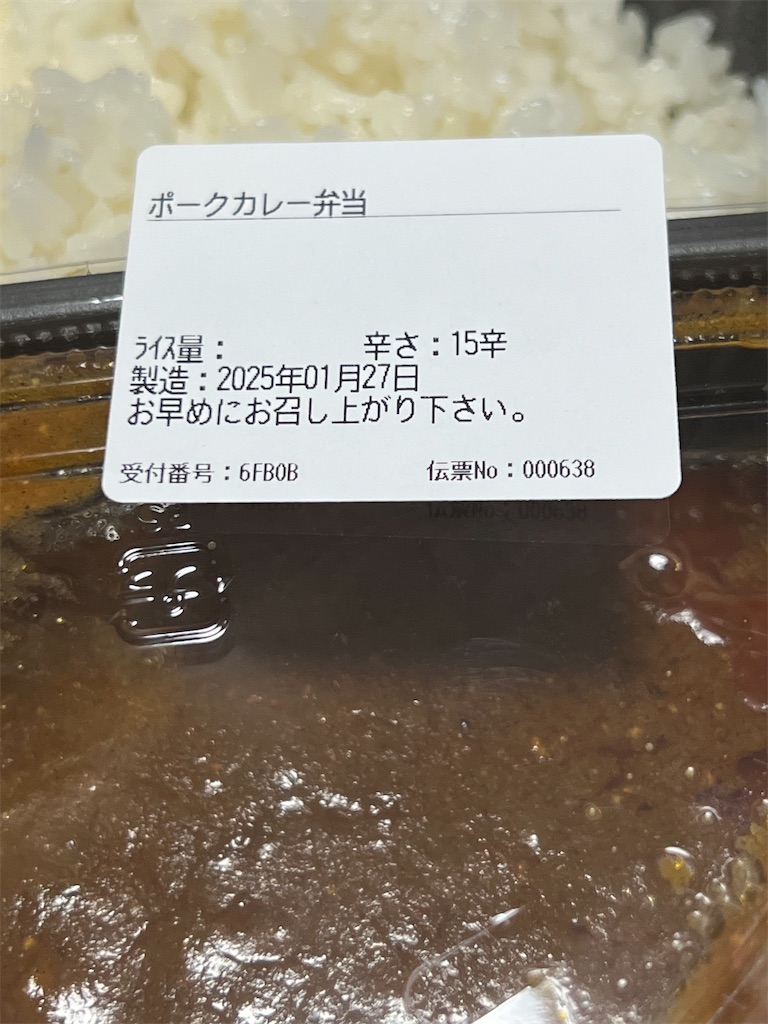 ポークカレー弁当
ﾗｲｽ量： 辛さ：15辛
製造：2025年01月27日
お早めにお召し上がり下さい。
受付番号：6FB0B 伝票No：000638